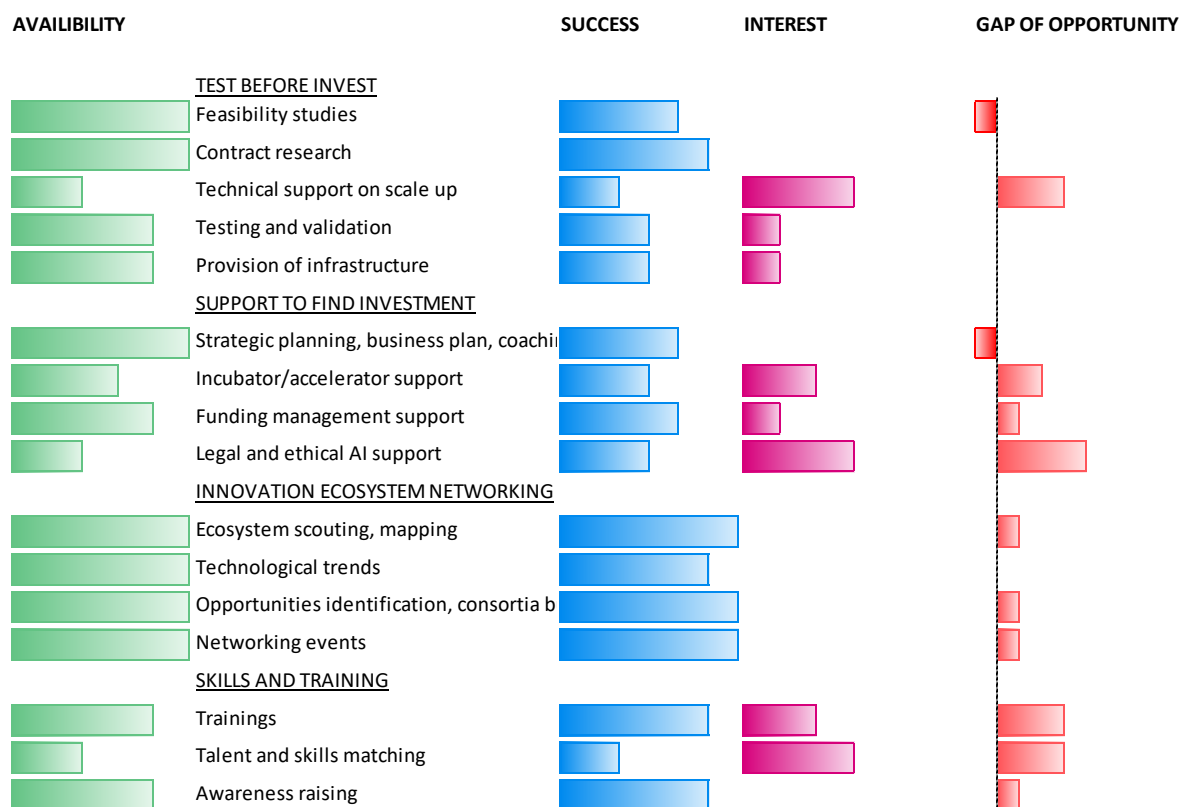 AVAILIBILITY SUCCESS INTEREST GAP OF OPPORTUNITY
TEST BEFORE INVEST
Feasibility studies
Contract research
Technical support on scale up
Testing and validation
Provision of infrastructure
SUPPORT TO FIND INVESTMENT
Strategic planning, business plan, coachi
Incubator/accelerator support
Funding management support
Legal and ethical AI support
INNOVATION ECOSYSTEM NETWORKING
Ecosystem scouting, mapping
Technological trends
Opportunities identification, consortia b
Networking events
SKILLS AND TRAINING
Trainings
Talent and skills matching
Awareness raising